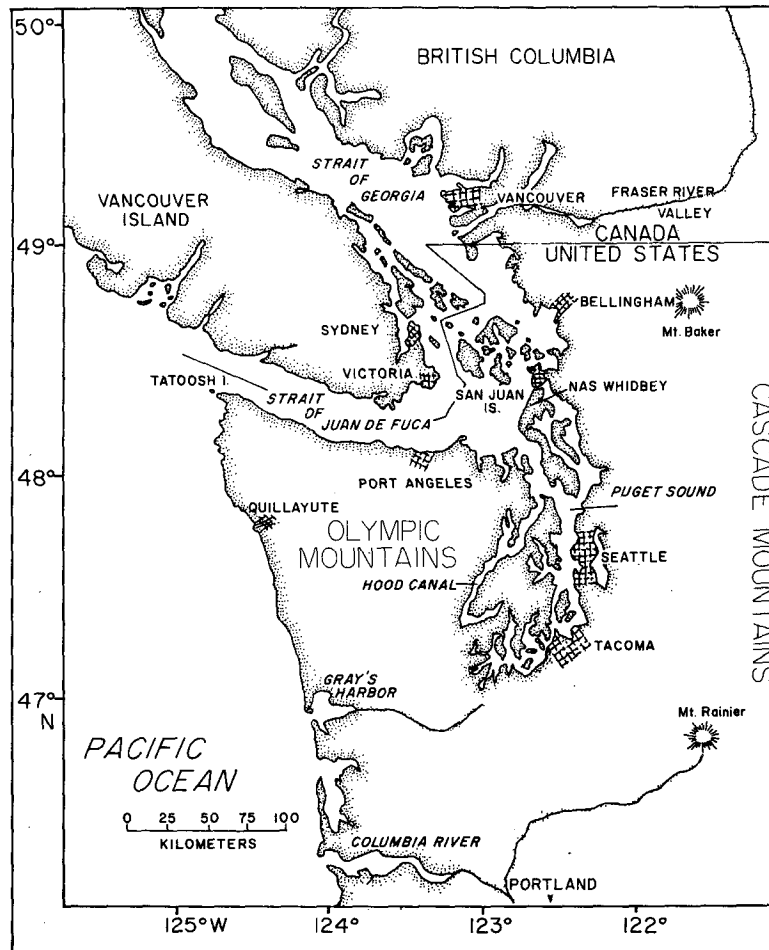 50°
BRITISH COLUMBIA
STRAIT
OF
GEORGIA
VANCOUVER
ISLAND
VANCOUVER
FRASER RIVER
VALLEY
49°
CANADA
UNITED STATES
BELLINGHAM
Mt. Baker
SYDNEY
VICTORIA
TATOOSH I.
STRAIT
OF
JUAN DE FUCA
SAN JUAN
IS.
NAS WHIDBEY
48°
PORT ANGELES
PUGET SOUND
QUILLAYUTE
OLYMPIC
MOUNTAINS
SEATTLE
HOOD CANAL
CASCADE MOUNTAINS
TACOMA
GRAY'S
HARBOR
47°
N
Mt. Rainier
PACIFIC
OCEAN
0 25 50 75 100
KILOMETERS
COLUMBIA RIVER
PORTLAND
125°W 124° 123° 122°